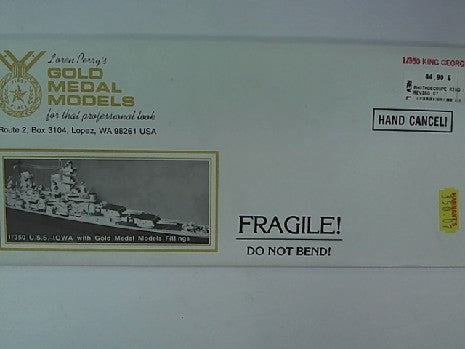 Loren Perry's
GOLD
MEDAL
MODELS
for that professional look
Route 2, Box 3104, Lopez, WA 98261 USA
1/350 U.S.S. IOWA with Gold Medal Models Fittings
1/350 KING GEORG
HAND CANCEL!
FRAGILE!
DO NOT BEND!